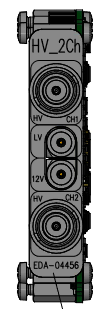 HV_2Ch
HV CH1
LV
12V
HV CH2
EDA-04456